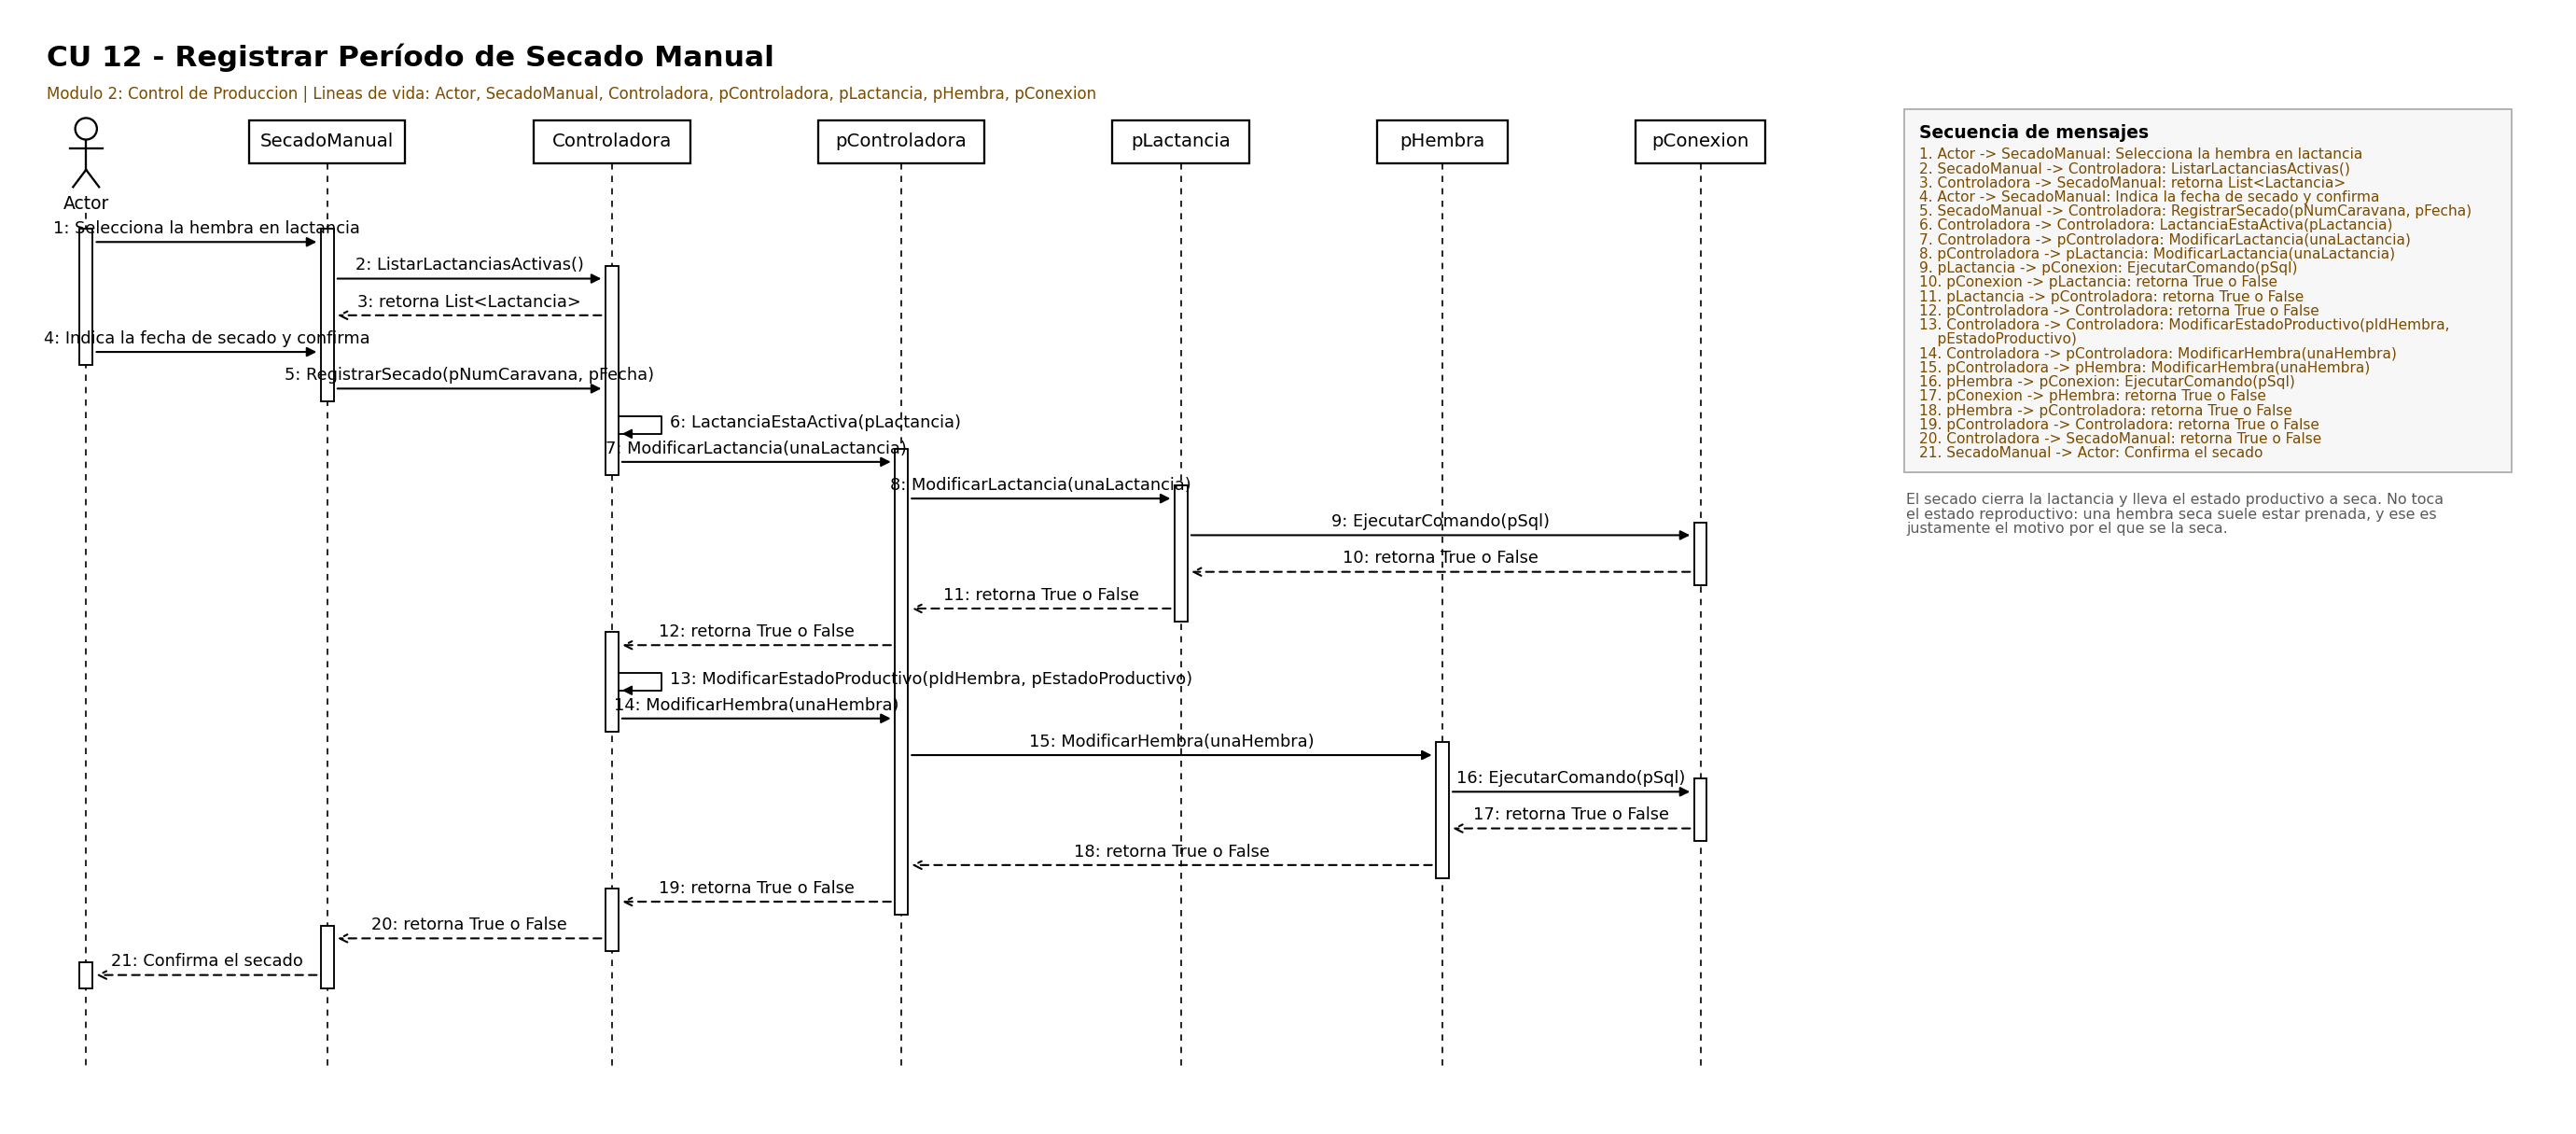 CU 12 - Registrar Período de Secado Manual
Modulo 2: Control de Produccion | Lineas de vida: Actor, SecadoManual, Controladora, pControladora, pLactancia, pHembra, pConexion
Actor
SecadoManual
Controladora
pControladora
pLactancia
pHembra
pConexion
1: Selecciona la hembra en lactancia
2: ListarLactanciasActivas()
3: retorna List<Lactancia>
4: Indica la fecha de secado y confirma
5: RegistrarSecado(pNumCaravana, pFecha)
6: LactanciaEstaActiva(pLactancia)
7: ModificarLactancia(unaLactancia)
8: ModificarLactancia(unaLactancia)
9: EjecutarComando(pSql)
10: retorna True o False
11: retorna True o False
12: retorna True o False
13: ModificarEstadoProductivo(pIdHembra, pEstadoProductivo)
14: ModificarHembra(unaHembra)
15: ModificarHembra(unaHembra)
16: EjecutarComando(pSql)
17: retorna True o False
18: retorna True o False
19: retorna True o False
20: retorna True o False
21: Confirma el secado
Secuencia de mensajes
1. Actor -> SecadoManual: Selecciona la hembra en lactancia
2. SecadoManual -> Controladora: ListarLactanciasActivas()
3. Controladora -> SecadoManual: retorna List<Lactancia>
4. Actor -> SecadoManual: Indica la fecha de secado y confirma
5. SecadoManual -> Controladora: RegistrarSecado(pNumCaravana, pFecha)
6. Controladora -> Controladora: LactanciaEstaActiva(pLactancia)
7. Controladora -> pControladora: ModificarLactancia(unaLactancia)
8. pControladora -> pLactancia: ModificarLactancia(unaLactancia)
9. pLactancia -> pConexion: EjecutarComando(pSql)
10. pConexion -> pLactancia: retorna True o False
11. pLactancia -> pControladora: retorna True o False
12. pControladora -> Controladora: retorna True o False
13. Controladora -> Controladora: ModificarEstadoProductivo(pIdHembra,
pEstadoProductivo)
14. Controladora -> pControladora: ModificarHembra(unaHembra)
15. pControladora -> pHembra: ModificarHembra(unaHembra)
16. pHembra -> pConexion: EjecutarComando(pSql)
17. pConexion -> pHembra: retorna True o False
18. pHembra -> pControladora: retorna True o False
19. pControladora -> Controladora: retorna True o False
20. Controladora -> SecadoManual: retorna True o False
21. SecadoManual -> Actor: Confirma el secado
El secado cierra la lactancia y lleva el estado productivo a seca. No toca
el estado reproductivo: una hembra seca suele estar prenada, y ese es
justamente el motivo por el que se la seca.